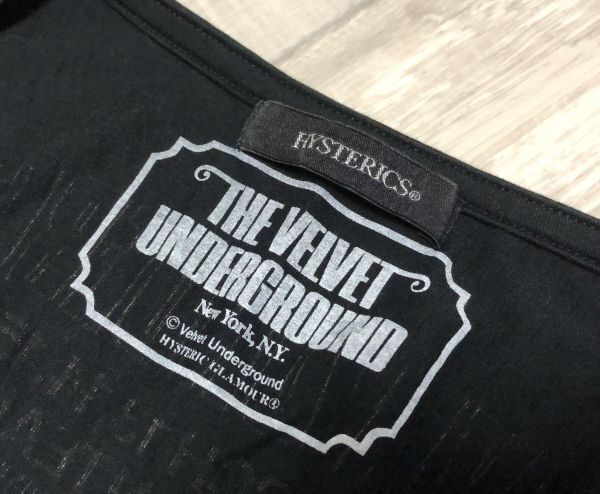 HYSTERICS®
THE VELVET
UNDERGROUND
New York, N.Y.
© Velvet Underground
HYSTERIC GLAMOUR®